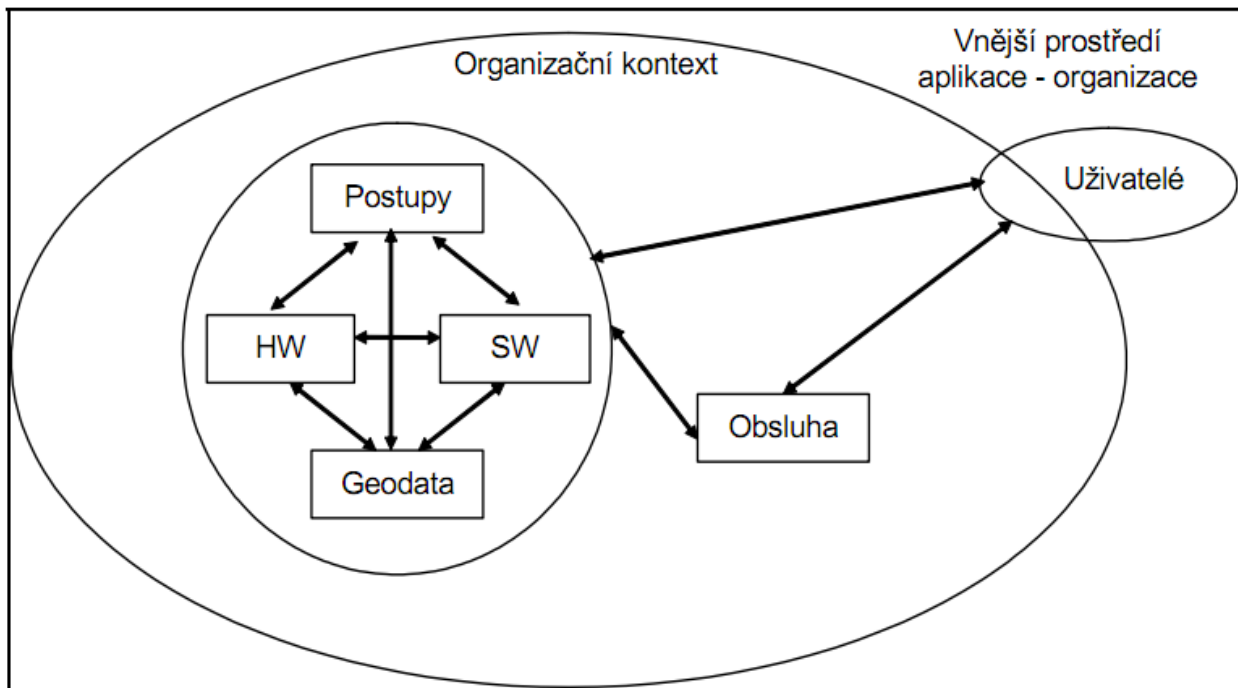 Organizační kontext
Vnější prostředí
aplikace - organizace
Uživatelé
Postupy
HW
SW
Obsluha
Geodata